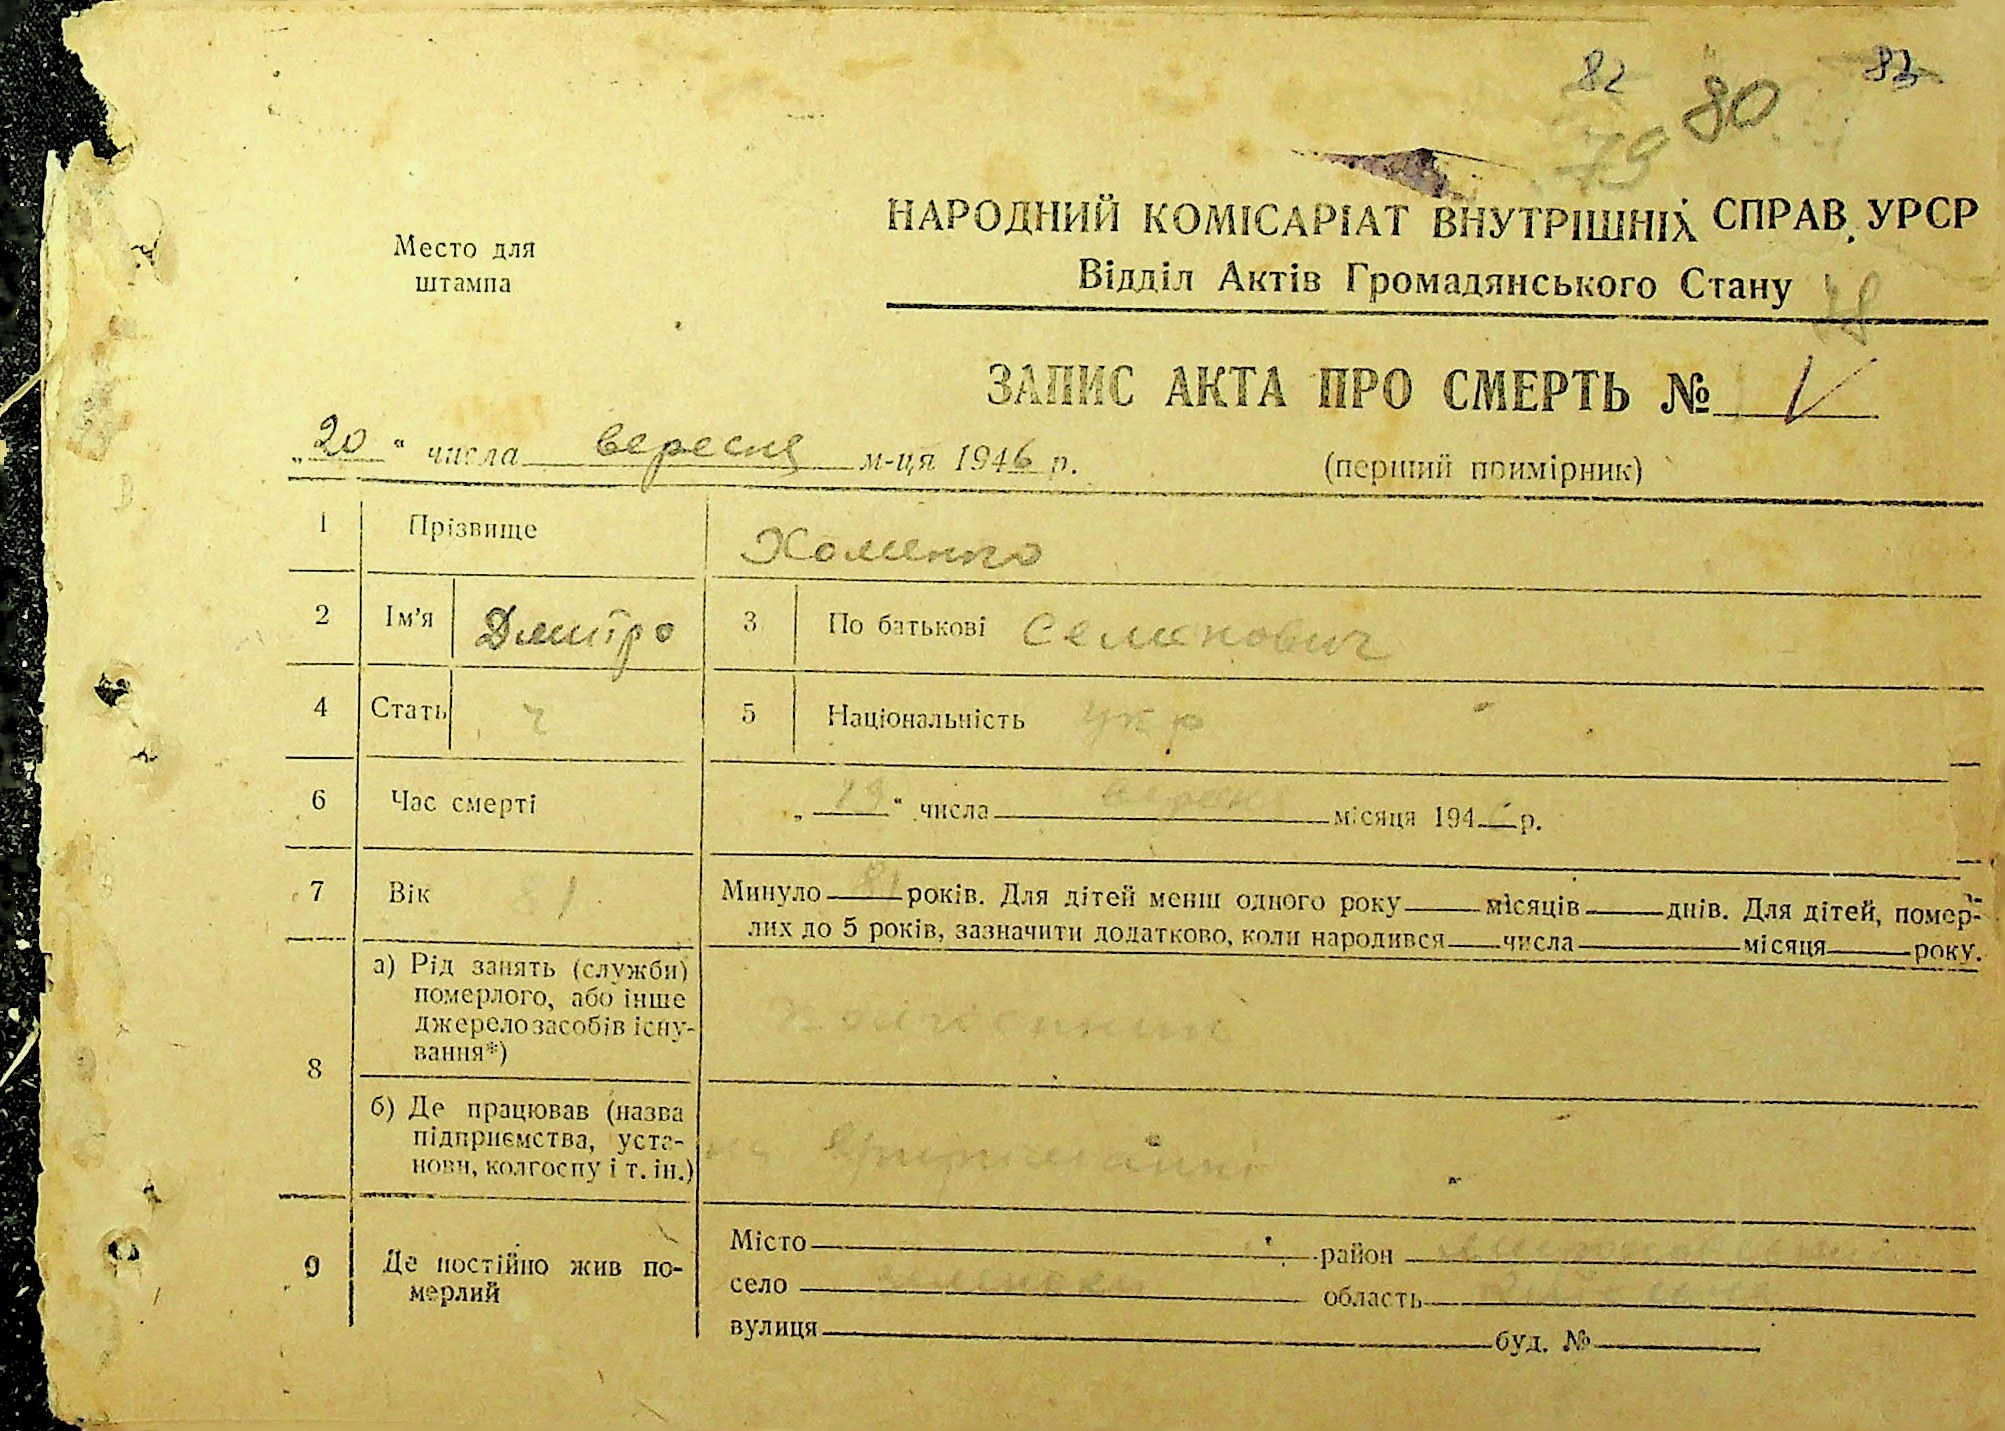 82 80 83
79
НАРОДНИЙ КОМІСАРІАТ ВНУТРІШНІХ СПРАВ УРСР
Место для штампа
Відділ Актів Громадянського Стану
ЗАПИС АКТА ПРО СМЕРТЬ №
„20“ числа вересня м-ця 1946 р.
(перший примірник)
1 Прізвище Хоменко
2 Ім’я Дмитро 3 По батькові Семенович
4 Стать ч 5 Національність укр
6 Час смерті „19“ числа вересня місяця 1946 р.
7 Вік 81 Минуло 81 років. Для дітей менш одного року місяців днів. Для дітей, помер-
лих до 5 років, зазначити додатково, коли народився числа місяця року.
8 а) Рід занять (служби)
померлого, або інше
джерело засобів існу-
вання*)
колгоспник
б) Де працював (назва
підприємства, уста-
нови, колгоспу і т. ін.)
на утриманні
9 Де постійно жив по-
мерлий
Місто район
село область
вулиця буд. №